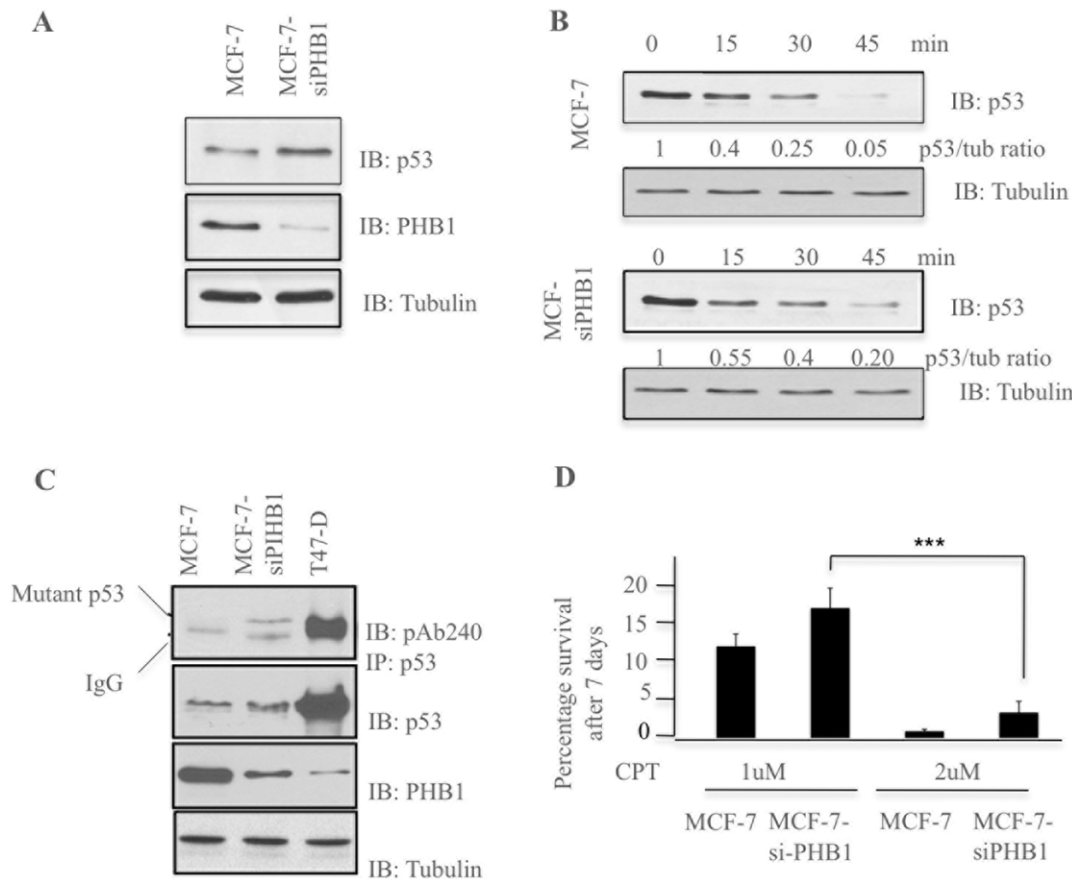 A
MCF-7
MCF-7-
siPHB1
IB: p53
IB: PHB1
IB: Tubulin
B
0 15 30 45 min
MCF-7
IB: p53
1 0.4 0.25 0.05 p53/tub ratio
IB: Tubulin
0 15 30 45 min
MCF-
siPHB1
IB: p53
1 0.55 0.4 0.20 p53/tub ratio
IB: Tubulin
C
MCF-7
MCF-7-
siPIHB1
T47-D
Mutant p53
IgG
IB: pAb240
IP: p53
IB: p53
IB: PHB1
IB: Tubulin
D
***
Percentage survival
after 7 days
20
15
10
5
0
CPT 1uM 2uM
MCF-7 MCF-7- MCF-7 MCF-7-
si-PHB1 siPHB1